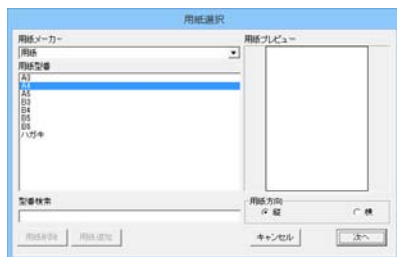 用紙選択
用紙メーカー
用紙
用紙型番
A3
A4
A5
B3
B4
B5
B6
ハガキ
型番検索
用紙削除
用紙追加
用紙プレビュー
用紙方向
縦
横
キャンセル
次へ